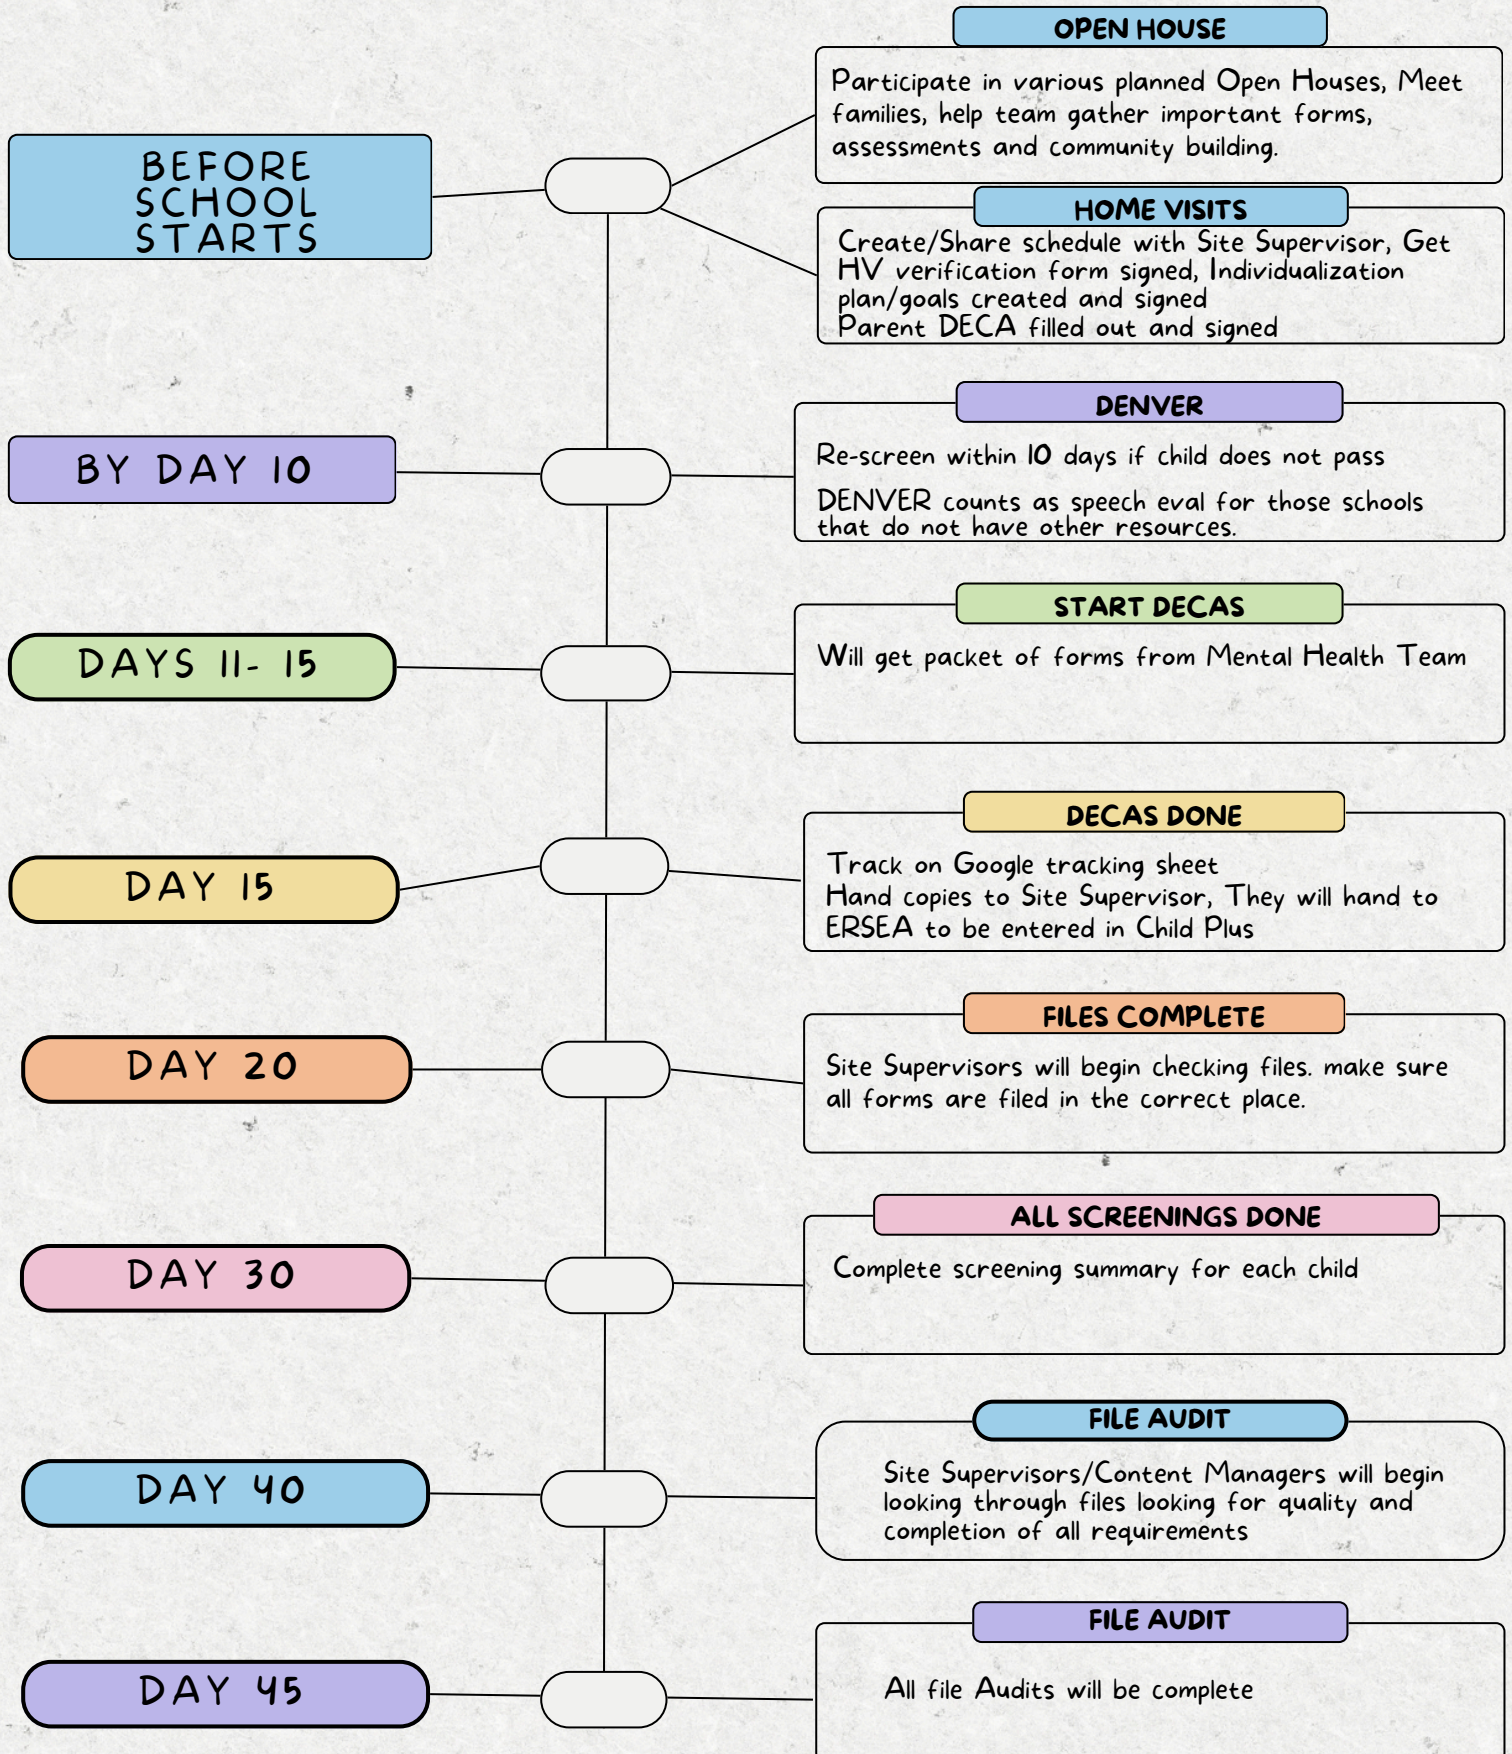 OPEN HOUSE
Participate in various planned Open Houses, Meet
families, help team gather important forms,
assessments and community building.
BEFORE
SCHOOL
STARTS
HOME VISITS
Create/Share schedule with Site Supervisor, Get
HV verification form signed, Individualization
plan/goals created and signed
Parent DECA filled out and signed
BY DAY 10
DENVER
Re-screen within 10 days if child does not pass
DENVER counts as speech eval for those schools
that do not have other resources.
DAYS 11- 15
START DECAS
Will get packet of forms from Mental Health Team
DAY 15
DECAS DONE
Track on Google tracking sheet
Hand copies to Site Supervisor, They will hand to
ERSEA to be entered in Child Plus
DAY 20
FILES COMPLETE
Site Supervisors will begin checking files. make sure
all forms are filed in the correct place.
DAY 30
ALL SCREENINGS DONE
Complete screening summary for each child
DAY 40
FILE AUDIT
Site Supervisors/Content Managers will begin
looking through files looking for quality and
completion of all requirements
DAY 45
FILE AUDIT
All file Audits will be complete